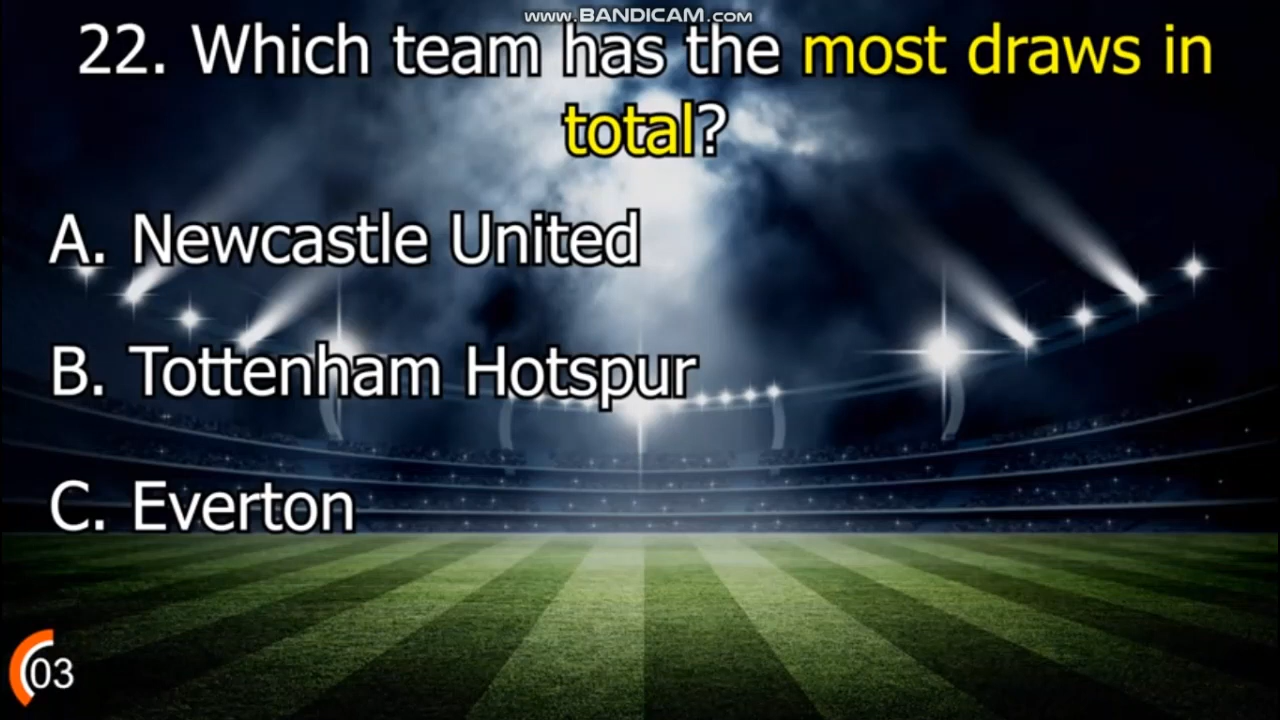 www.BANDICAM.com
22. Which team has the most draws in
total?
A. Newcastle United
B. Tottenham Hotspur
C. Everton
03